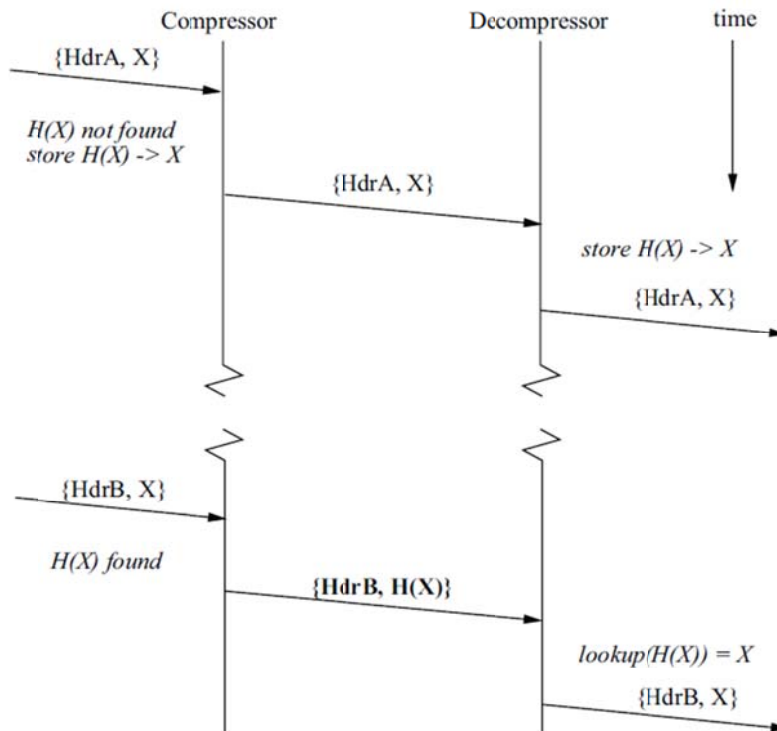 Compressor
Decompressor
time
{HdrA, X}
H(X) not found
store H(X) -> X
{HdrA, X}
store H(X) -> X
{HdrA, X}
{HdrB, X}
H(X) found
{HdrB, H(X)}
lookup(H(X)) = X
{HdrB, X}